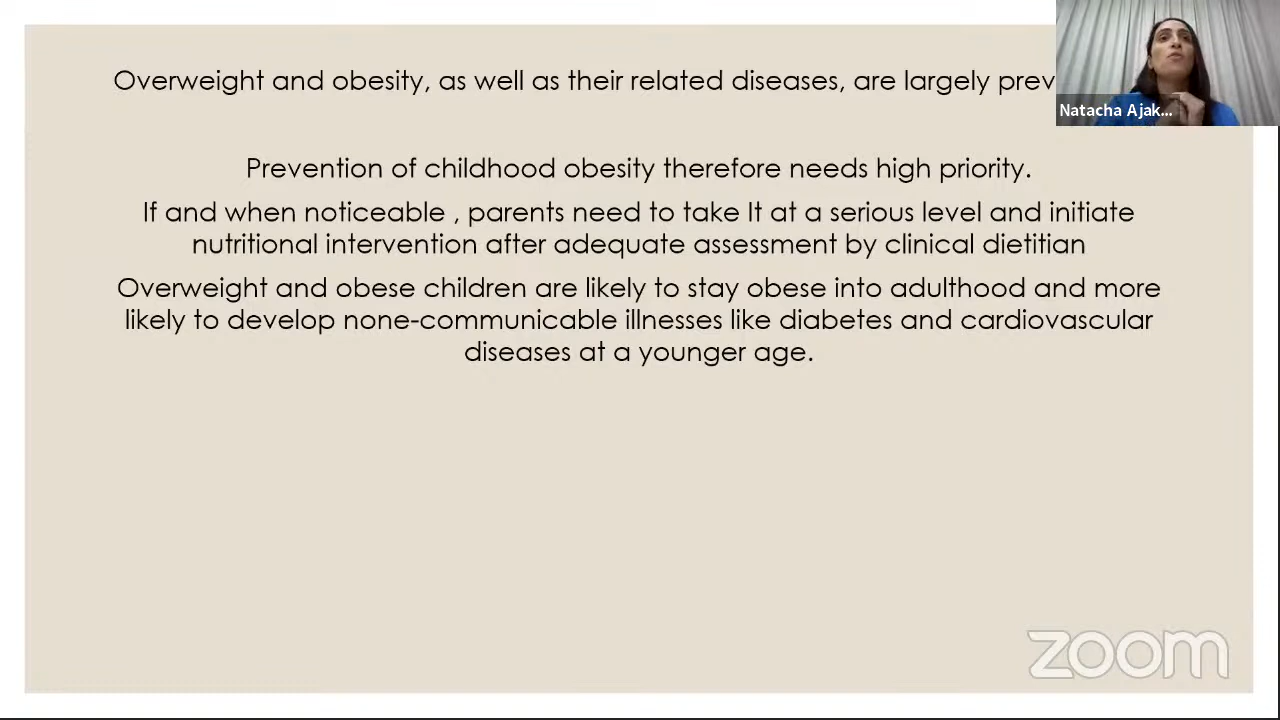 Overweight and obesity, as well as their related diseases, are largely
Natacha Ajak...
Prevention of childhood obesity therefore needs high priority.
If and when noticeable , parents need to take It at a serious level and initiate
nutritional intervention after adequate assessment by clinical dietitian
Overweight and obese children are likely to stay obese into adulthood and more
likely to develop none-communicable illnesses like diabetes and cardiovascular
diseases at a younger age.
zoom